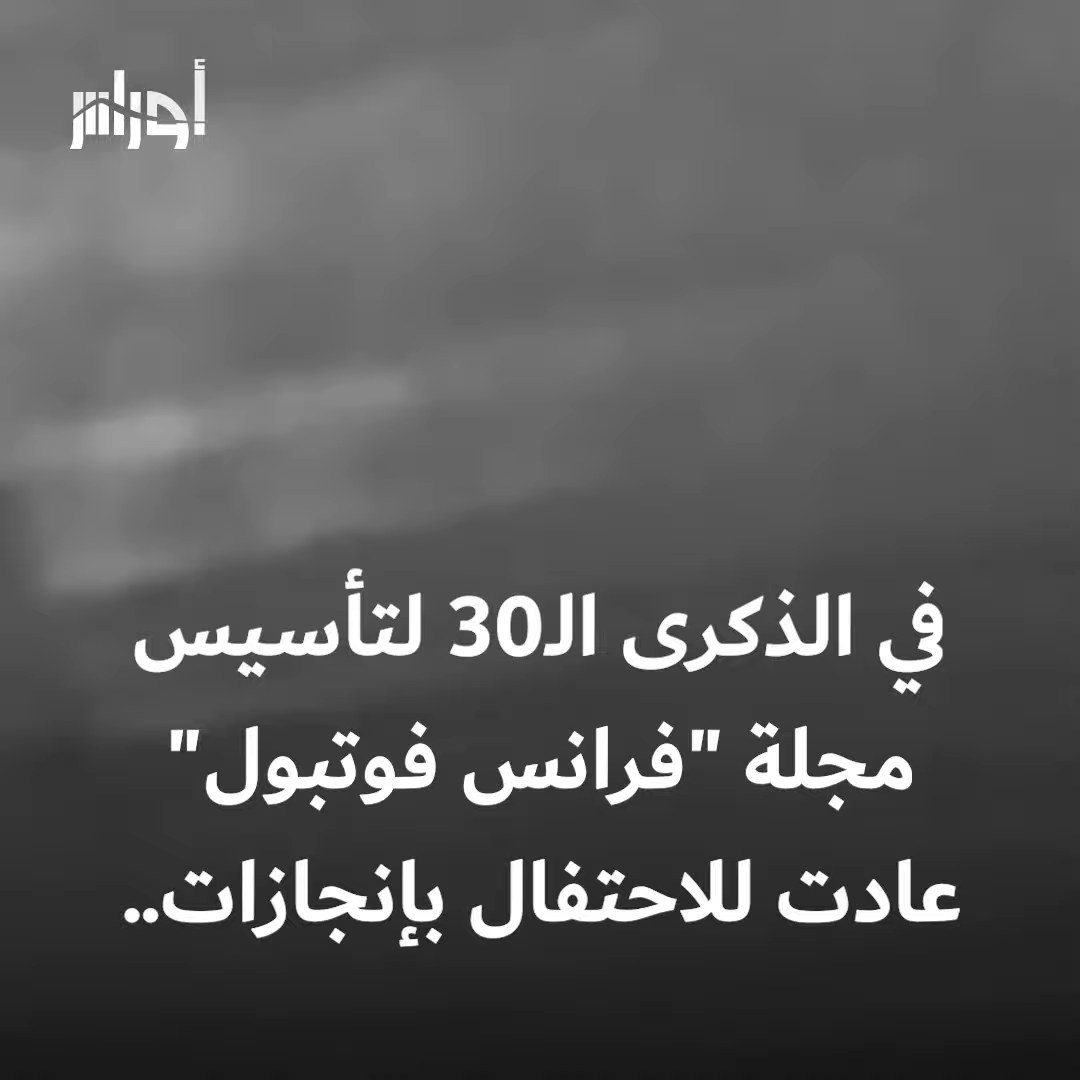 أوراس
في الذكرى الـ30 لتأسيس
مجلة "فرانس فوتبول"
عادت للاحتفال بإنجازات..